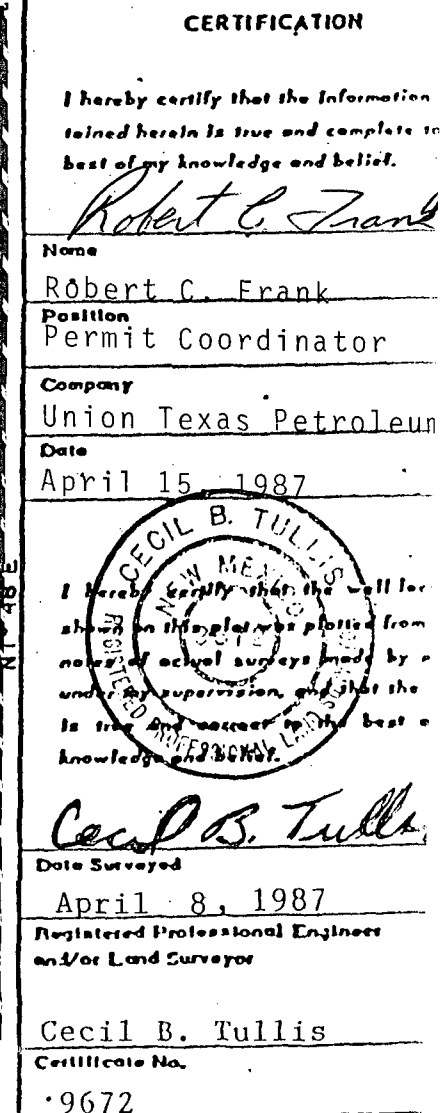 CERTIFICATION
I hereby certify that the information
tained herein is true and complete to
best of my knowledge and belief.
Robert C. Frank
Name
Robert C. Frank
Position
Permit Coordinator
Company
Union Texas Petroleum
Date
April 15, 1987
CECIL B. TULLIS
NEW MEXICO
REGISTERED PROFESSIONAL LAND
I hereby certify that the well loc
shown on this plat was plotted from
notes of actual surveys made by
under my supervision, and that the
is true and correct to the best o
knowledge and belief.
N1° 48' E
Cecil B. Tullis
Date Surveyed
April 8, 1987
Registered Professional Engineer
and/or Land Surveyor
Cecil B. Tullis
Certificate No.
9672